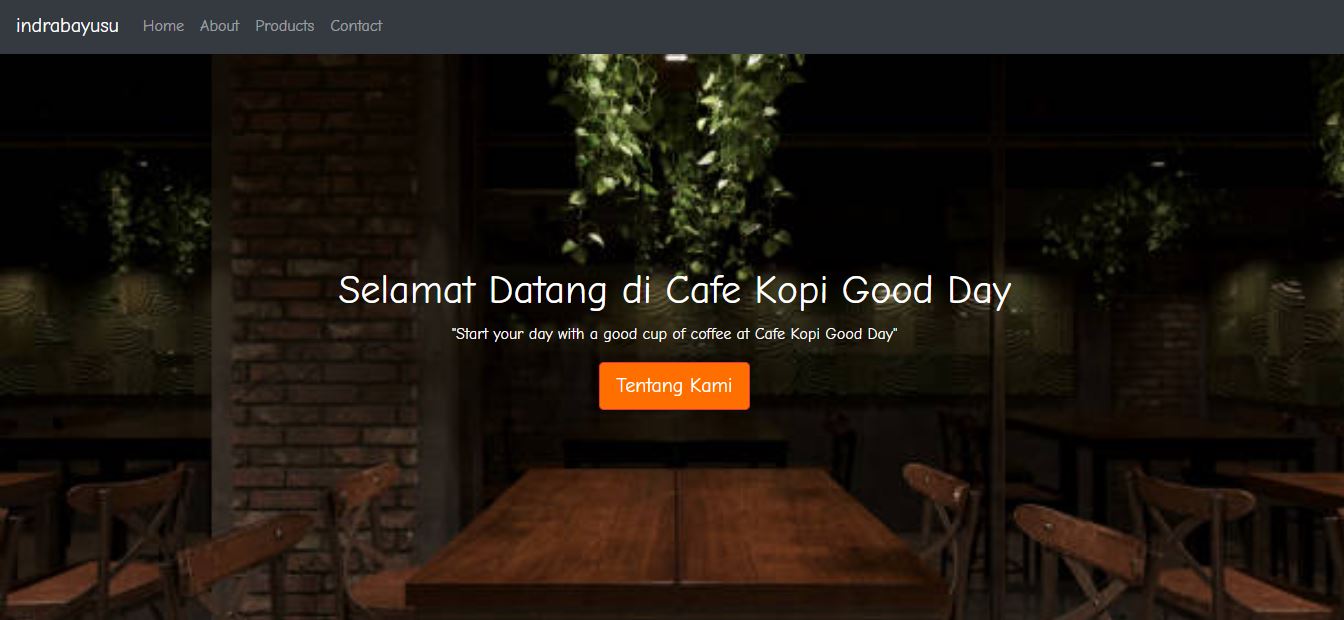 indrabayusu Home About Products Contact
Selamat Datang di Cafe Kopi Good Day
"Start your day with a good cup of coffee at Cafe Kopi Good Day"
Tentang Kami